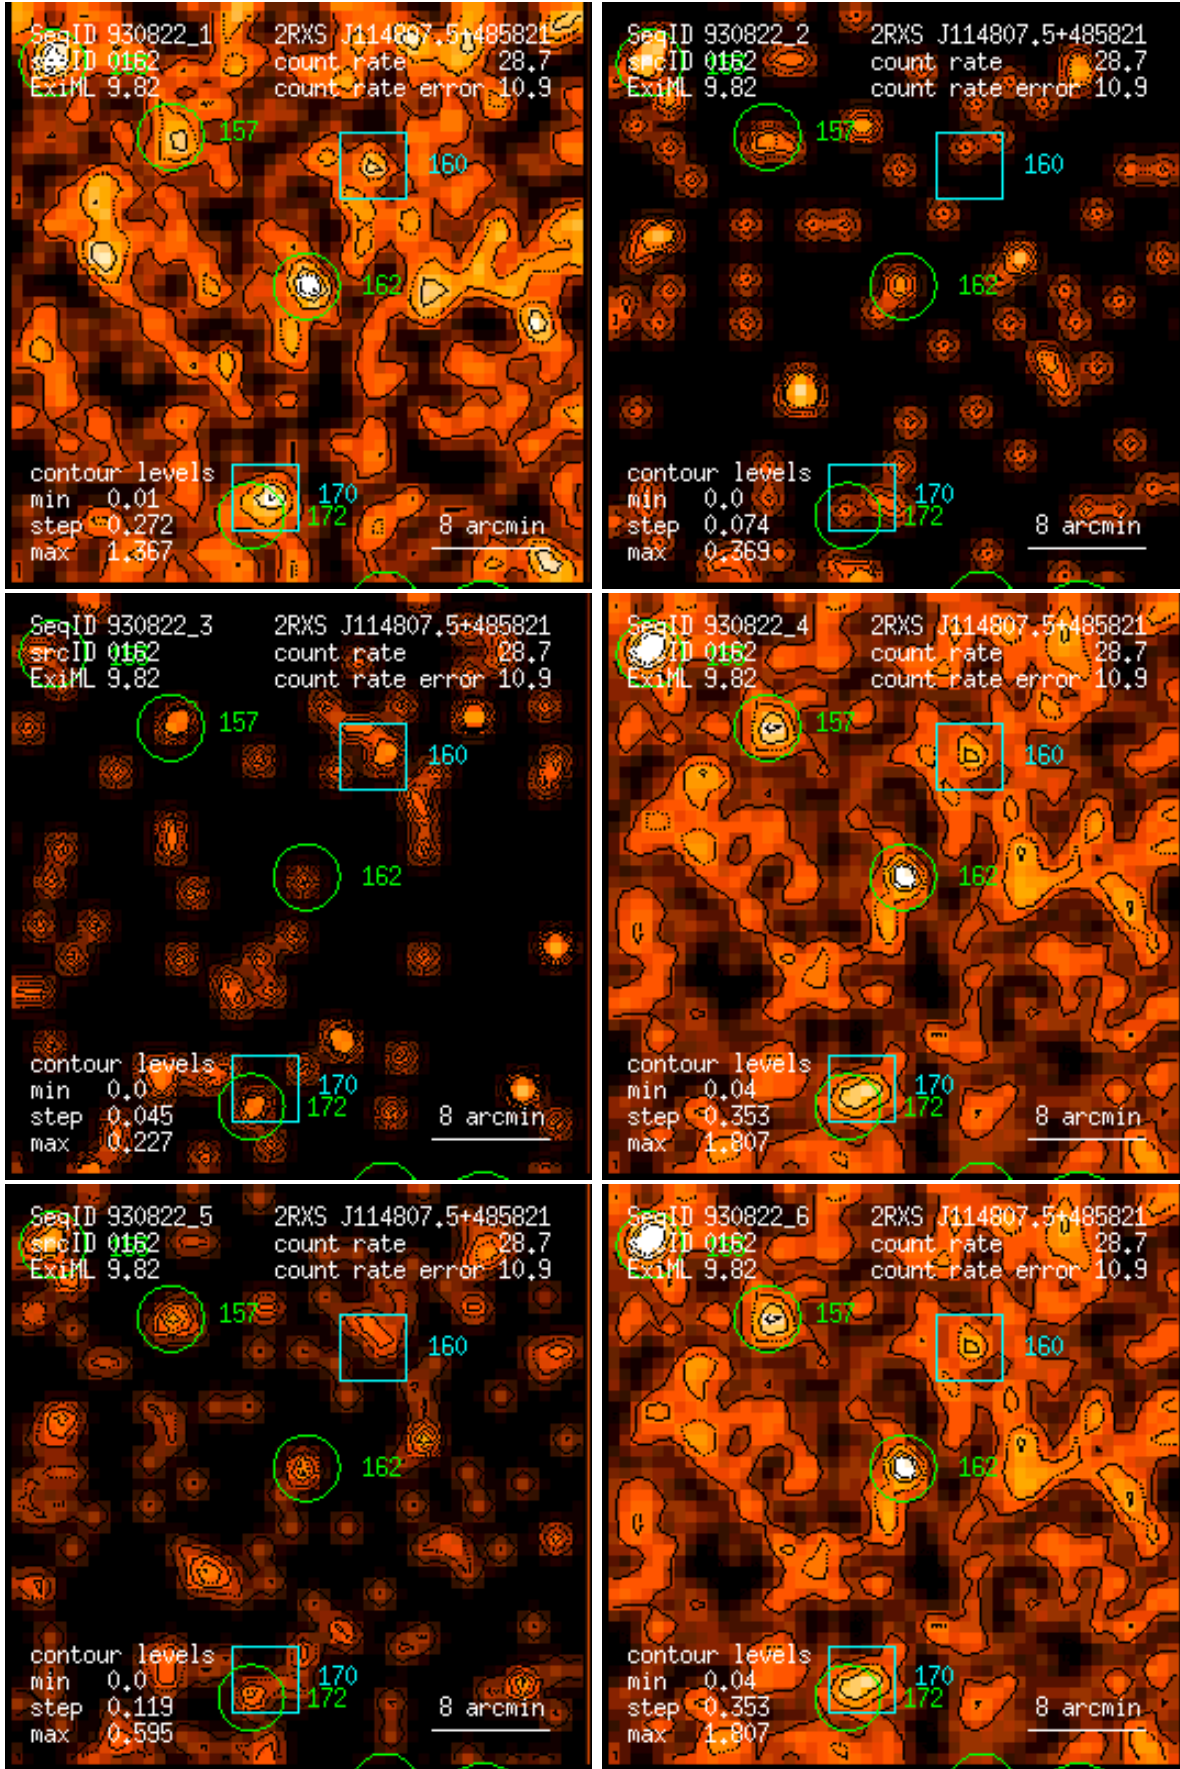 SeqID 930822_1 2RXS J114807.5+485821
srcID 0162 count rate 28.7
ExiML 9.82 count rate error 10.9
157
160
162
contour levels
min 0.01 170
step 0.272 172 8 arcmin
max 1.367
SeqID 930822_2 2RXS J114807.5+485821
srcID 0162 count rate 28.7
ExiML 9.82 count rate error 10.9
157
160
162
contour levels
min 0.0 170
step 0.074 172 8 arcmin
max 0.369
SeqID 930822_3 2RXS J114807.5+485821
srcID 0162 count rate 28.7
ExiML 9.82 count rate error 10.9
157
160
162
contour levels
min 0.0 170
step 0.045 172 8 arcmin
max 0.227
SeqID 930822_4 2RXS J114807.5+485821
srcID 0162 count rate 28.7
ExiML 9.82 count rate error 10.9
157
160
162
contour levels
min 0.04 170
step 0.353 172 8 arcmin
max 1.807
SeqID 930822_5 2RXS J114807.5+485821
srcID 0162 count rate 28.7
ExiML 9.82 count rate error 10.9
157
160
162
contour levels
min 0.0 170
step 0.119 172 8 arcmin
max 0.595
SeqID 930822_6 2RXS J114807.5+485821
srcID 0162 count rate 28.7
ExiML 9.82 count rate error 10.9
157
160
162
contour levels
min 0.04 170
step 0.353 172 8 arcmin
max 1.807